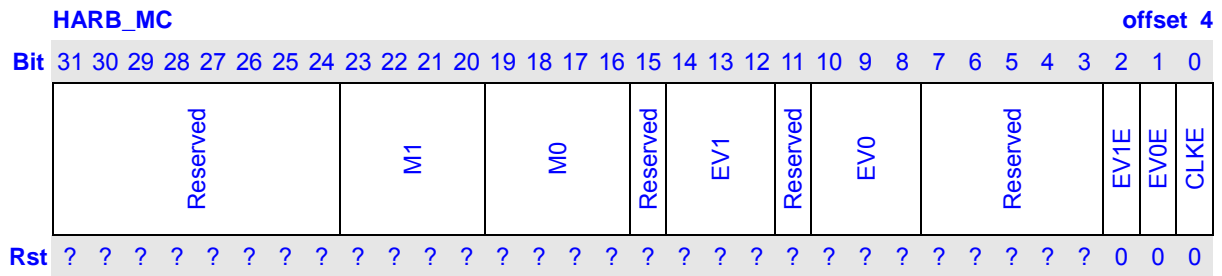 HARB_MC offset 4
Bit 31 30 29 28 27 26 25 24 23 22 21 20 19 18 17 16 15 14 13 12 11 10 9 8 7 6 5 4 3 2 1 0
Reserved M1 M0 Reserved EV1 Reserved EV0 Reserved EV1E EV0E CLKE
Rst ? ? ? ? ? ? ? ? ? ? ? ? ? ? ? ? ? ? ? ? ? ? ? ? ? ? ? ? ? 0 0 0